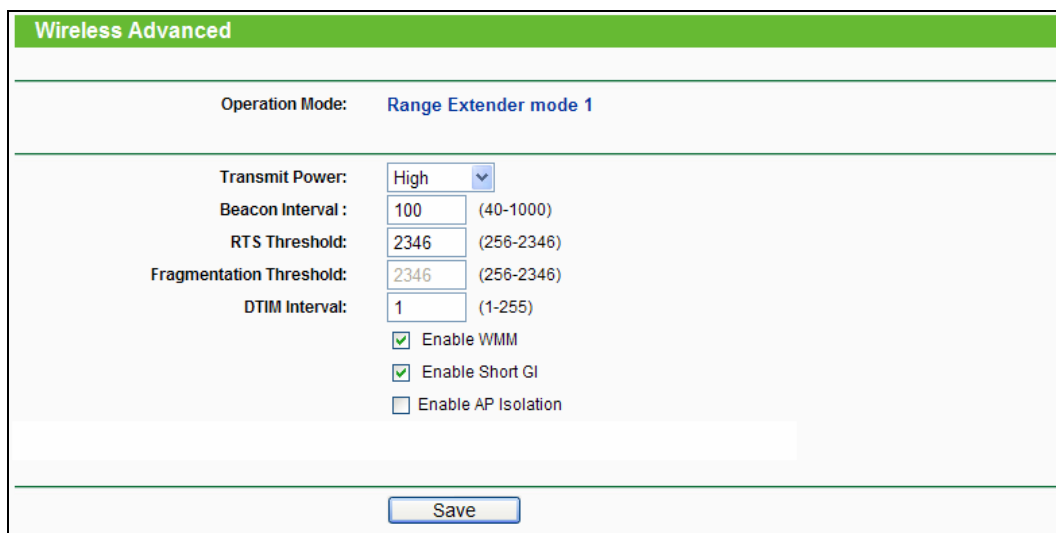 Wireless Advanced
Operation Mode: Range Extender mode 1
Transmit Power: High
Beacon Interval : 100 (40-1000)
RTS Threshold: 2346 (256-2346)
Fragmentation Threshold: 2346 (256-2346)
DTIM Interval: 1 (1-255)
Enable WMM
Enable Short GI
Enable AP Isolation
Save